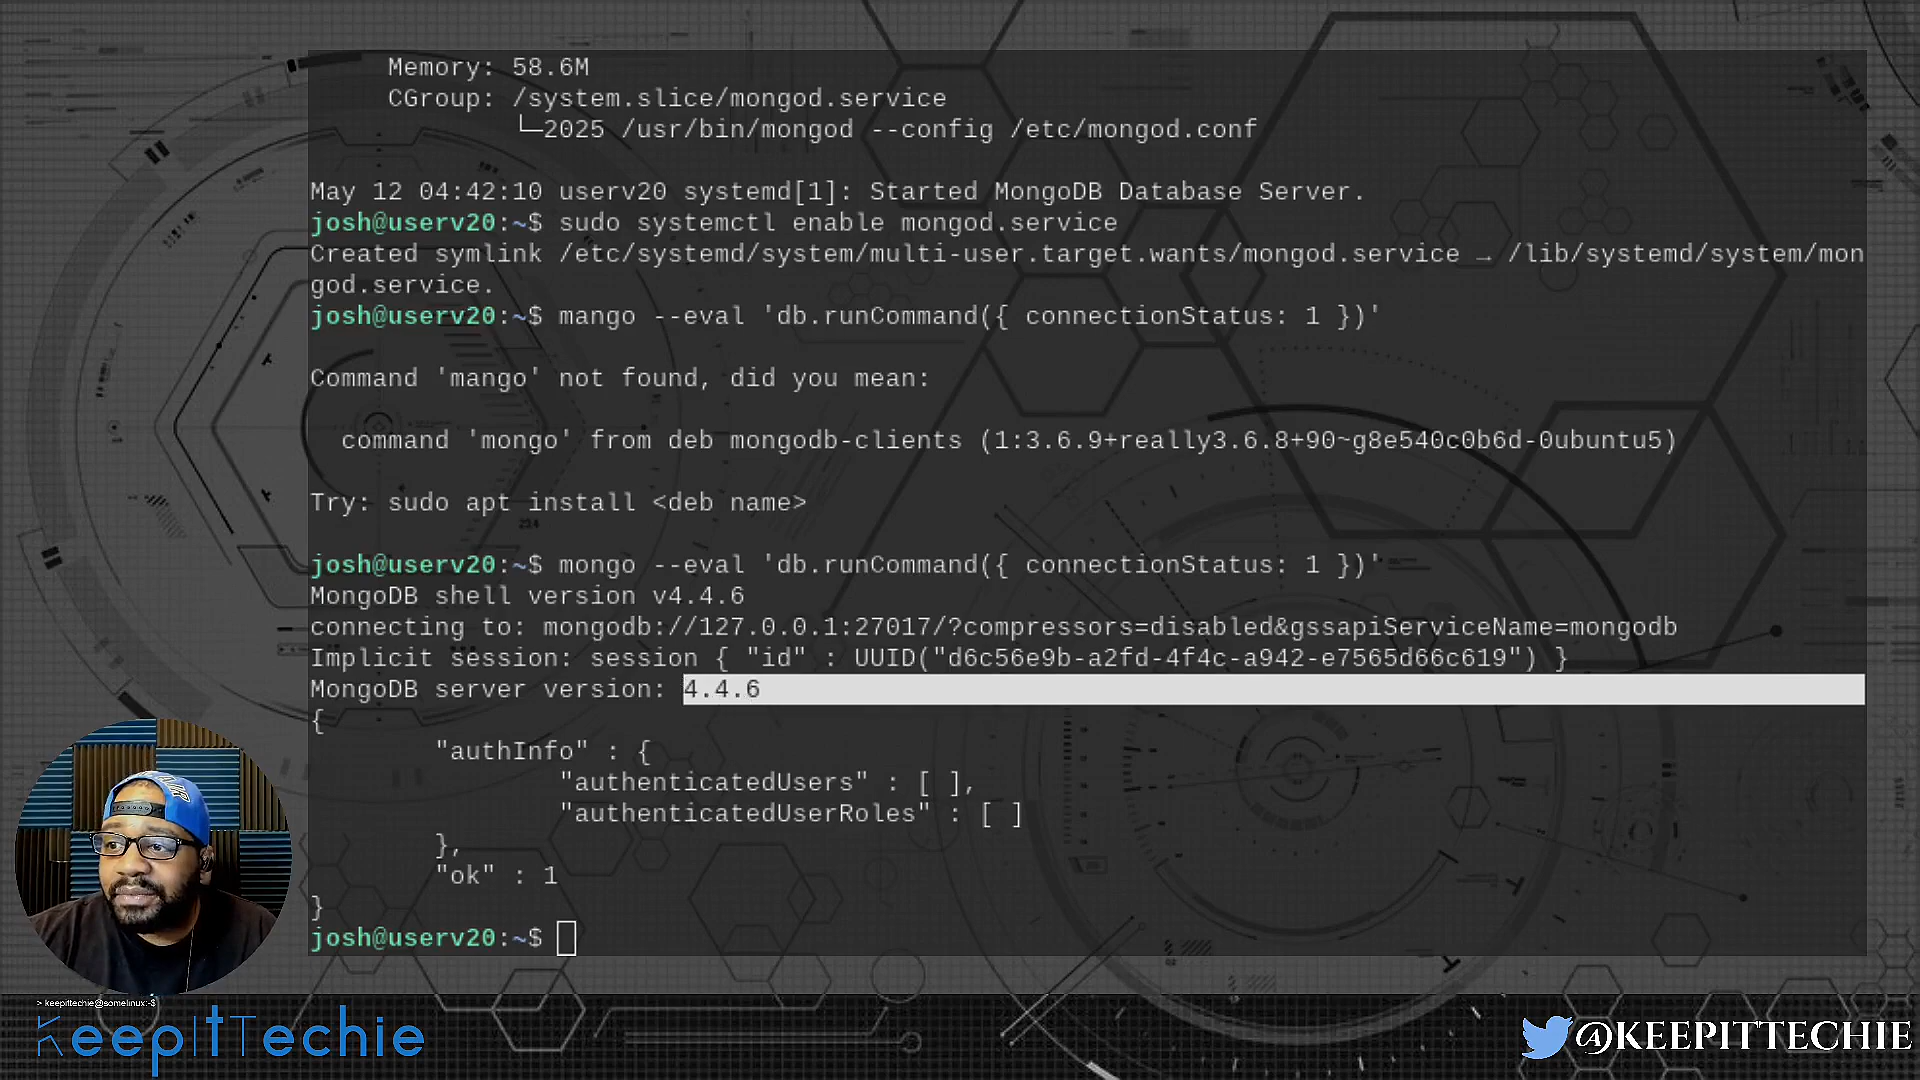 Memory: 58.6M
CGroup: /system.slice/mongod.service
└─2025 /usr/bin/mongod --config /etc/mongod.conf
May 12 04:42:10 userv20 systemd[1]: Started MongoDB Database Server.
josh@userv20:~$ sudo systemctl enable mongod.service
Created symlink /etc/systemd/system/multi-user.target.wants/mongod.service → /lib/systemd/system/mon
god.service.
josh@userv20:~$ mango --eval 'db.runCommand({ connectionStatus: 1 })'
Command 'mango' not found, did you mean:
command 'mongo' from deb mongodb-clients (1:3.6.9+really3.6.8+90~g8e540c0b6d-0ubuntu5)
Try: sudo apt install <deb name>
josh@userv20:~$ mongo --eval 'db.runCommand({ connectionStatus: 1 })'
MongoDB shell version v4.4.6
connecting to: mongodb://127.0.0.1:27017/?compressors=disabled&gssapiServiceName=mongodb
Implicit session: session { "id" : UUID("d6c56e9b-a2fd-4f4c-a942-e7565d66c619") }
MongoDB server version: 4.4.6
{
"authInfo" : {
"authenticatedUsers" : [ ],
"authenticatedUserRoles" : [ ]
},
"ok" : 1
}
josh@userv20:~$
> keepittechie@somelinux:~$
KeepItTechie
@KEEPITTECHIE